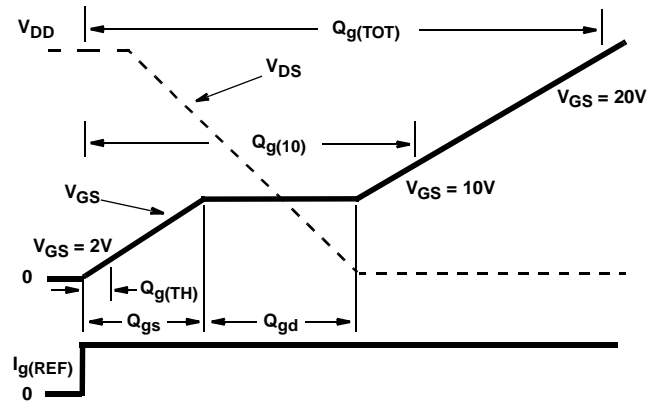 V_DD
Q_g(TOT)
V_DS
V_GS = 20V
Q_g(10)
V_GS = 10V
V_GS
V_GS = 2V
0
Q_g(TH)
Q_gs
Q_gd
I_g(REF)
0